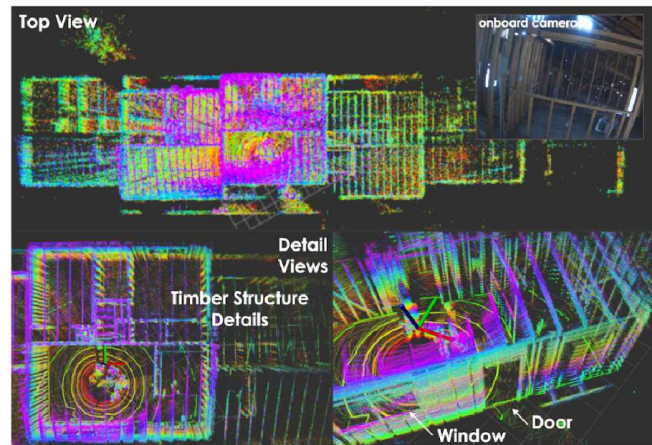 Top View
onboard camera
Detail
Views
Timber Structure
Details
Window
Door